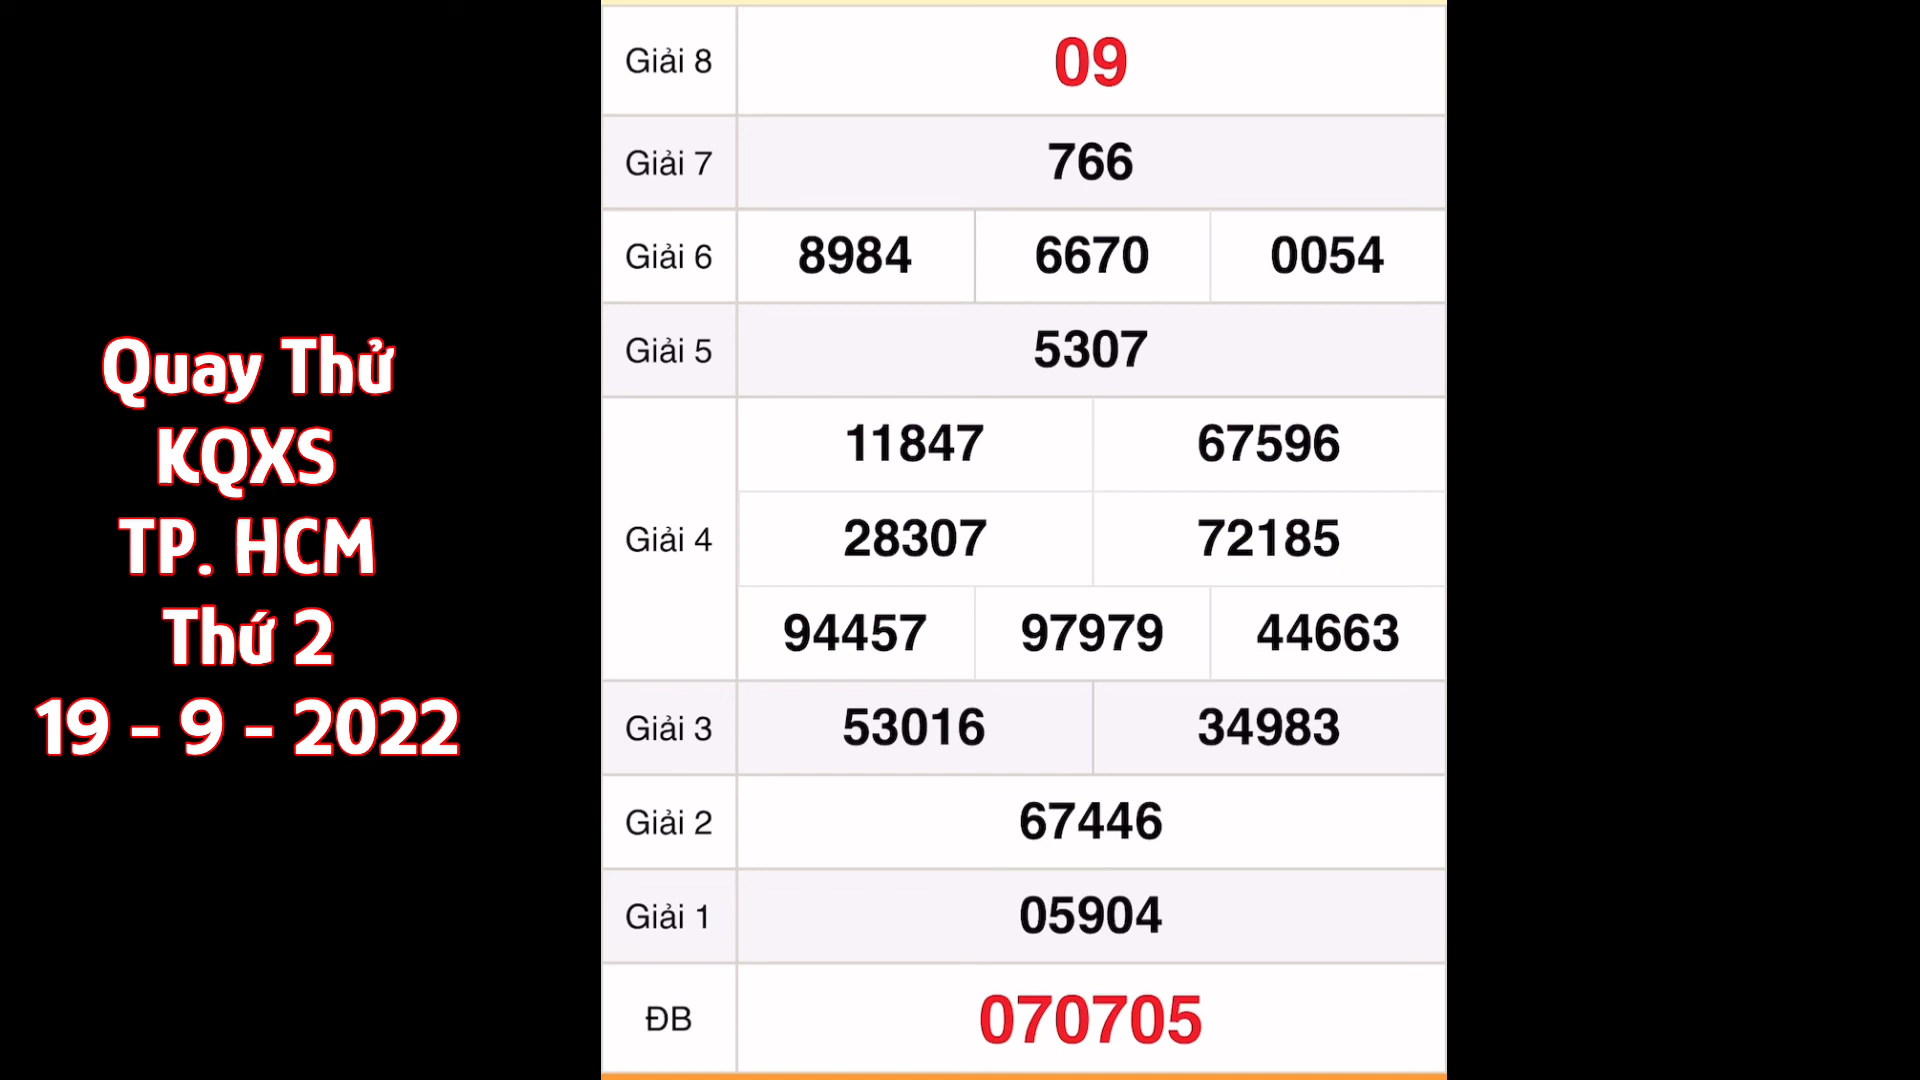 Quay Thử
KQXS
TP. HCM
Thứ 2
19 - 9 - 2022
Giải 8 09
Giải 7 766
Giải 6 8984 6670 0054
Giải 5 5307
Giải 4 11847 67596
28307 72185
94457 97979 44663
Giải 3 53016 34983
Giải 2 67446
Giải 1 05904
ĐB 070705